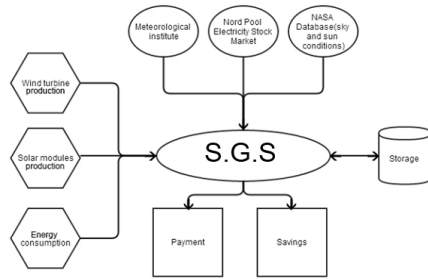 Meteorological
institute
Nord Pool
Electricity Stock
Market
NASA
Database(sky
and sun
conditions)
Wind turbine
production
Solar modules
production
Energy
consumption
S.G.S
Storage
Payment
Savings